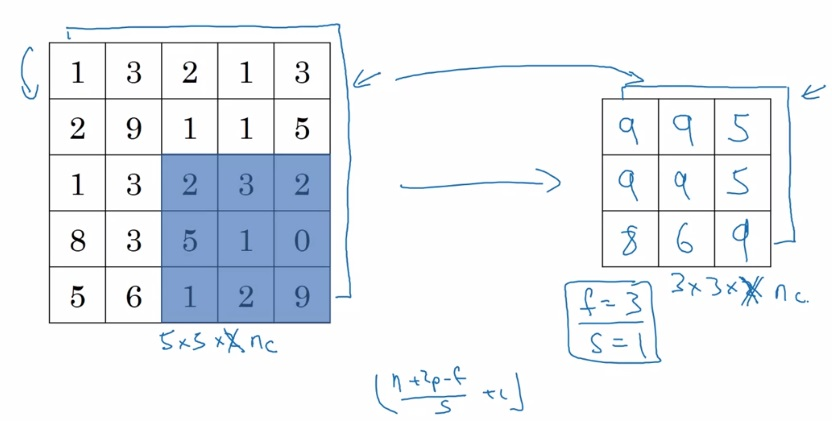 1 3 2 1 3
2 9 1 1 5
1 3 2 3 2
8 3 5 1 0
5 6 1 2 9
5×5× nc
9 9 5
9 9 5
8 6 9
3×3× nc
f=3
s=1
n+2p-f
s
+1